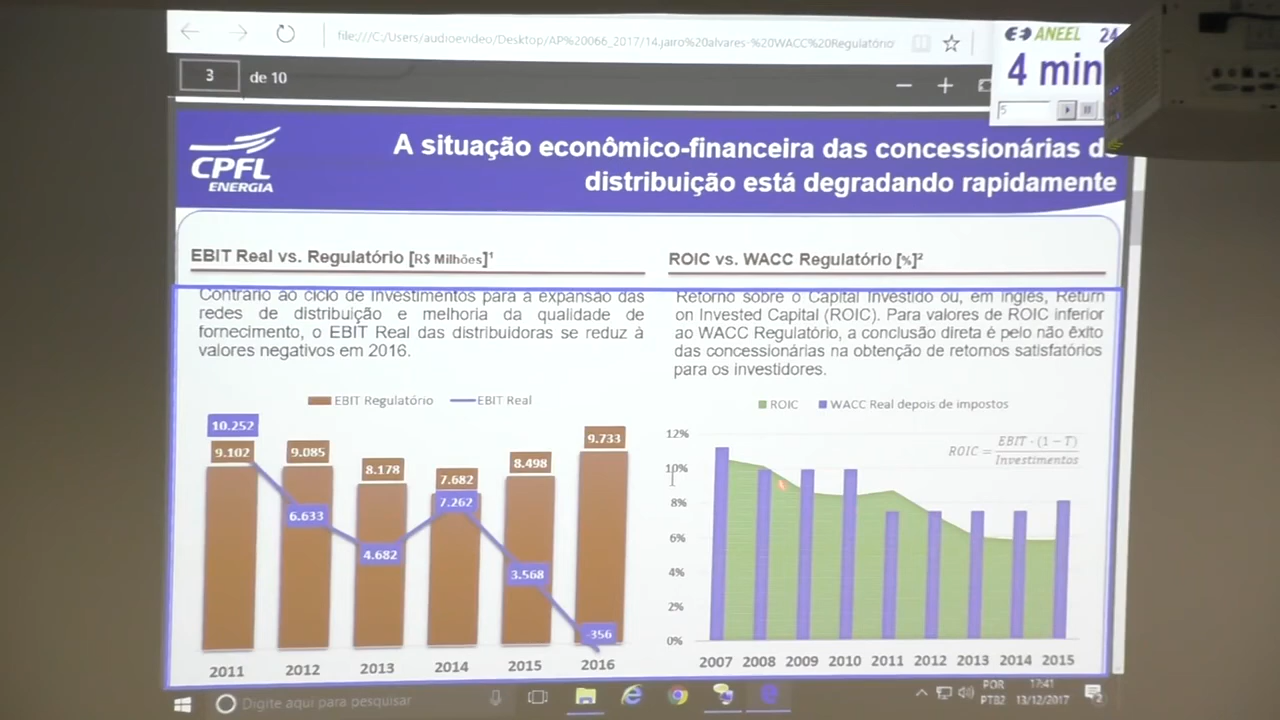 file:///C:/Users/audioevideo/Desktop/AP%20066_2017/14.jairo%20alvares-%20WACC%20Regulatório
ANEEL 24
4 min
5
3 de 10
CPFL
ENERGIA
A situação econômico-financeira das concessionárias
distribuição está degradando rapidamente
EBIT Real vs. Regulatório [R$ Milhões]¹
Contrário ao ciclo de investimentos para a expansão das
redes de distribuição e melhoria da qualidade de
fornecimento, o EBIT Real das distribuidoras se reduz à
valores negativos em 2016.
EBIT Regulatório EBIT Real
10.252
9.102
9.085
8.178
7.682
8.498
9.733
6.633
4.682
7.262
3.568
-356
2011 2012 2013 2014 2015 2016
ROIC vs. WACC Regulatório [%]²
Retorno sobre o Capital Investido ou, em inglês, Return
on Invested Capital (ROIC). Para valores de ROIC inferior
ao WACC Regulatório, a conclusão direta é pelo não êxito
das concessionárias na obtenção de retornos satisfatórios
para os investidores.
ROIC WACC Real depois de impostos
ROIC = EBIT · (1 − T)
Investimentos
12%
10%
8%
6%
4%
2%
0%
2007 2008 2009 2010 2011 2012 2013 2014 2015
Digite aqui para pesquisar
POR
PTB2
17:41
13/12/2017
2